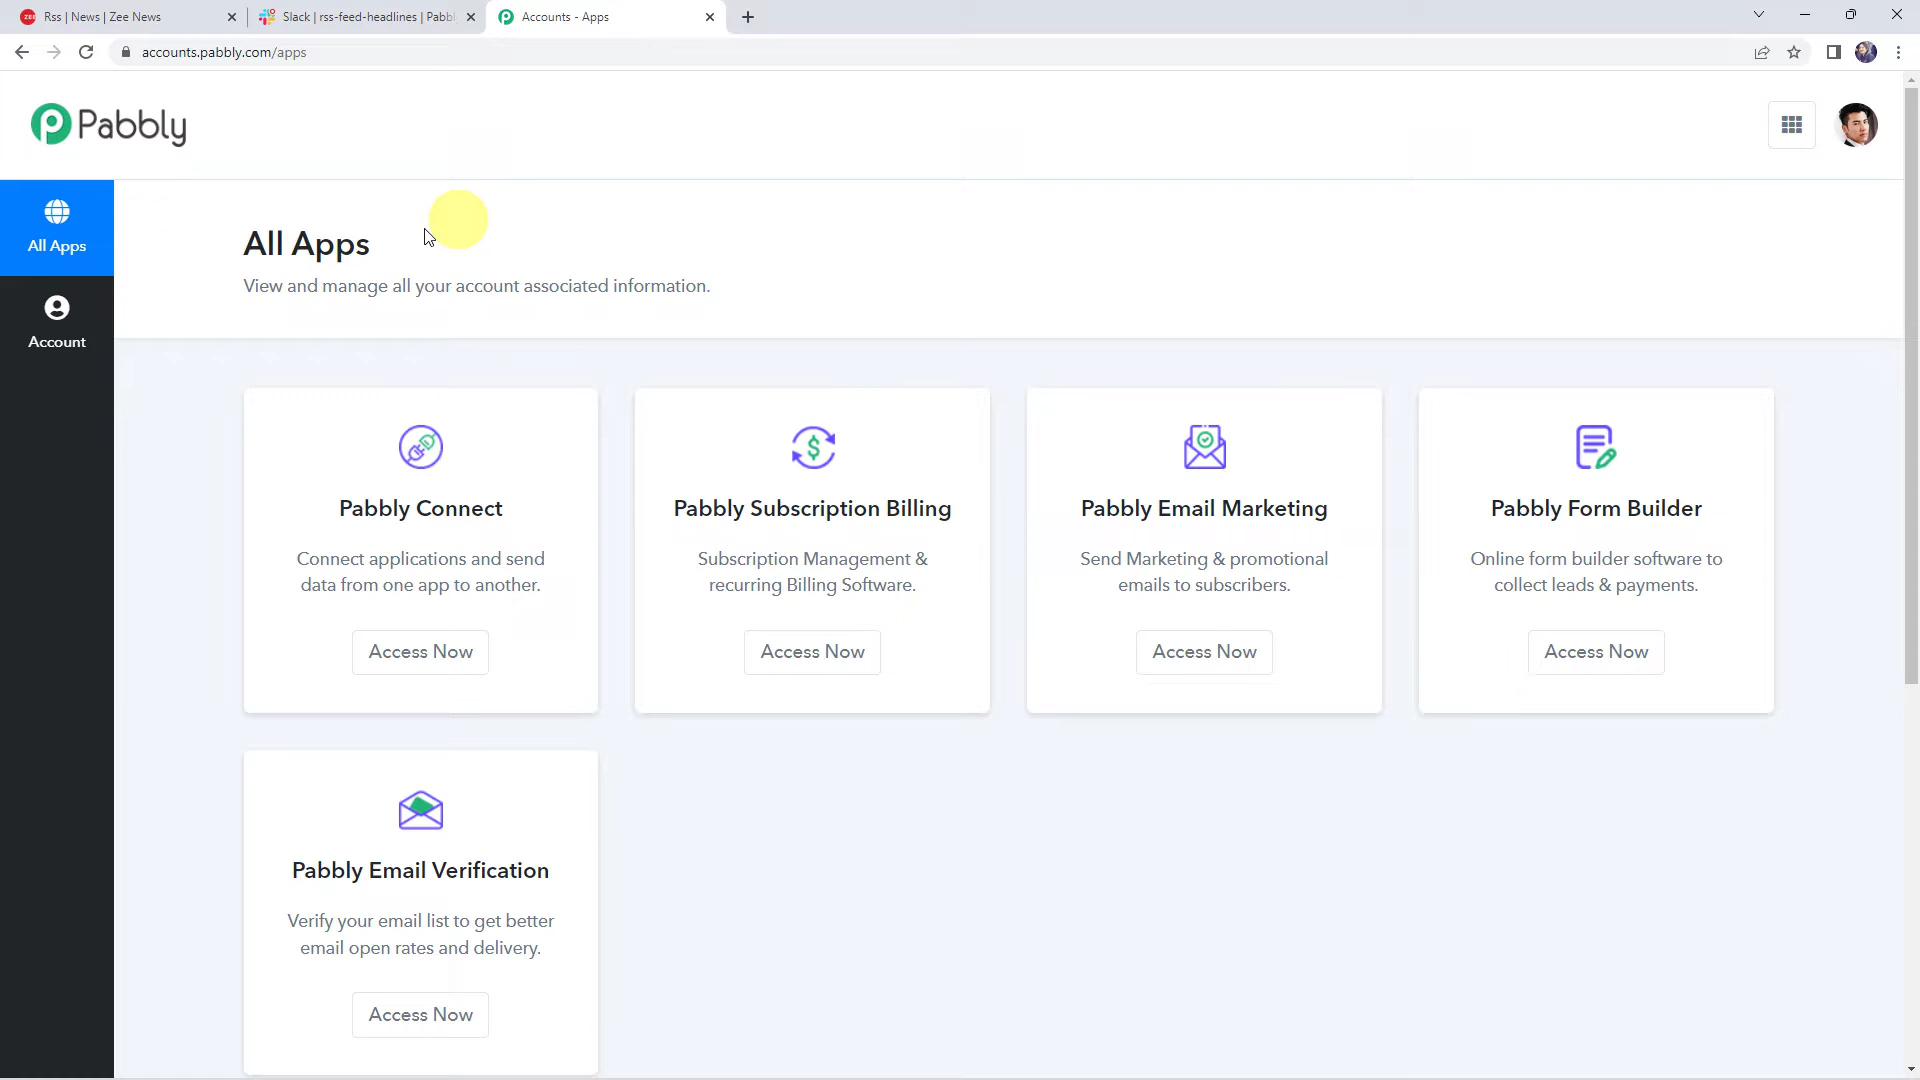 Rss | News | Zee News
Slack | rss-feed-headlines | Pabbl
Accounts - Apps
accounts.pabbly.com/apps
Pabbly
All Apps
Account
All Apps
View and manage all your account associated information.
Pabbly Connect
Connect applications and send
data from one app to another.
Access Now
Pabbly Subscription Billing
Subscription Management &
recurring Billing Software.
Access Now
Pabbly Email Marketing
Send Marketing & promotional
emails to subscribers.
Access Now
Pabbly Form Builder
Online form builder software to
collect leads & payments.
Access Now
Pabbly Email Verification
Verify your email list to get better
email open rates and delivery.
Access Now